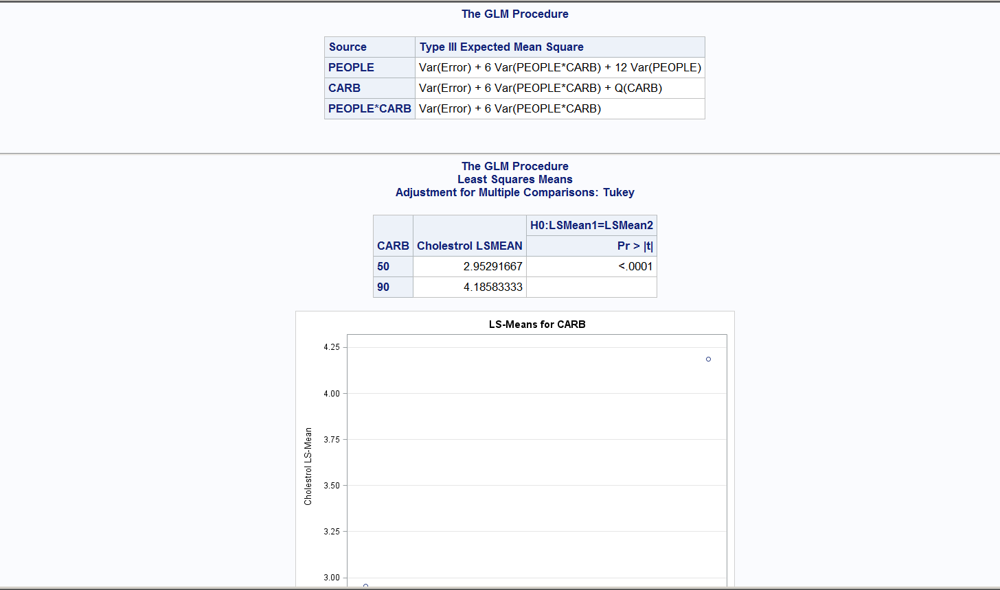 The GLM Procedure
Source Type III Expected Mean Square
PEOPLE Var(Error) + 6 Var(PEOPLE*CARB) + 12 Var(PEOPLE)
CARB Var(Error) + 6 Var(PEOPLE*CARB) + Q(CARB)
PEOPLE*CARB Var(Error) + 6 Var(PEOPLE*CARB)
The GLM Procedure
Least Squares Means
Adjustment for Multiple Comparisons: Tukey
H0:LSMean1=LSMean2
CARB Cholestrol LSMEAN Pr > |t|
50 2.95291667 <.0001
90 4.18583333
LS-Means for CARB
4.25
4.00
3.75
Cholestrol LS-Mean
3.50
3.25
3.00